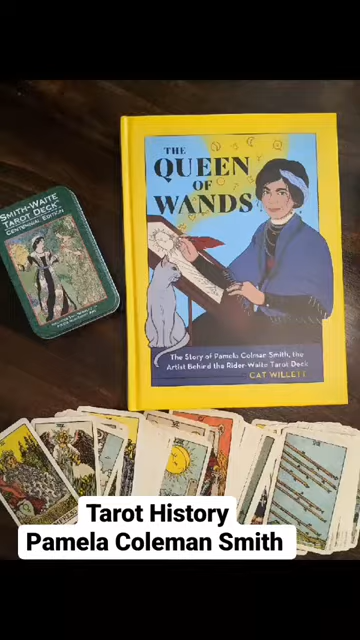 SMITH-WAITE
TAROT DECK
CENTENNIAL EDITION
THE
QUEEN
OF
WANDS
The Story of Pamela Colman Smith, the
Artist Behind the Rider-Waite Tarot Deck
CAT WILLETT
Tarot History
Pamela Coleman Smith